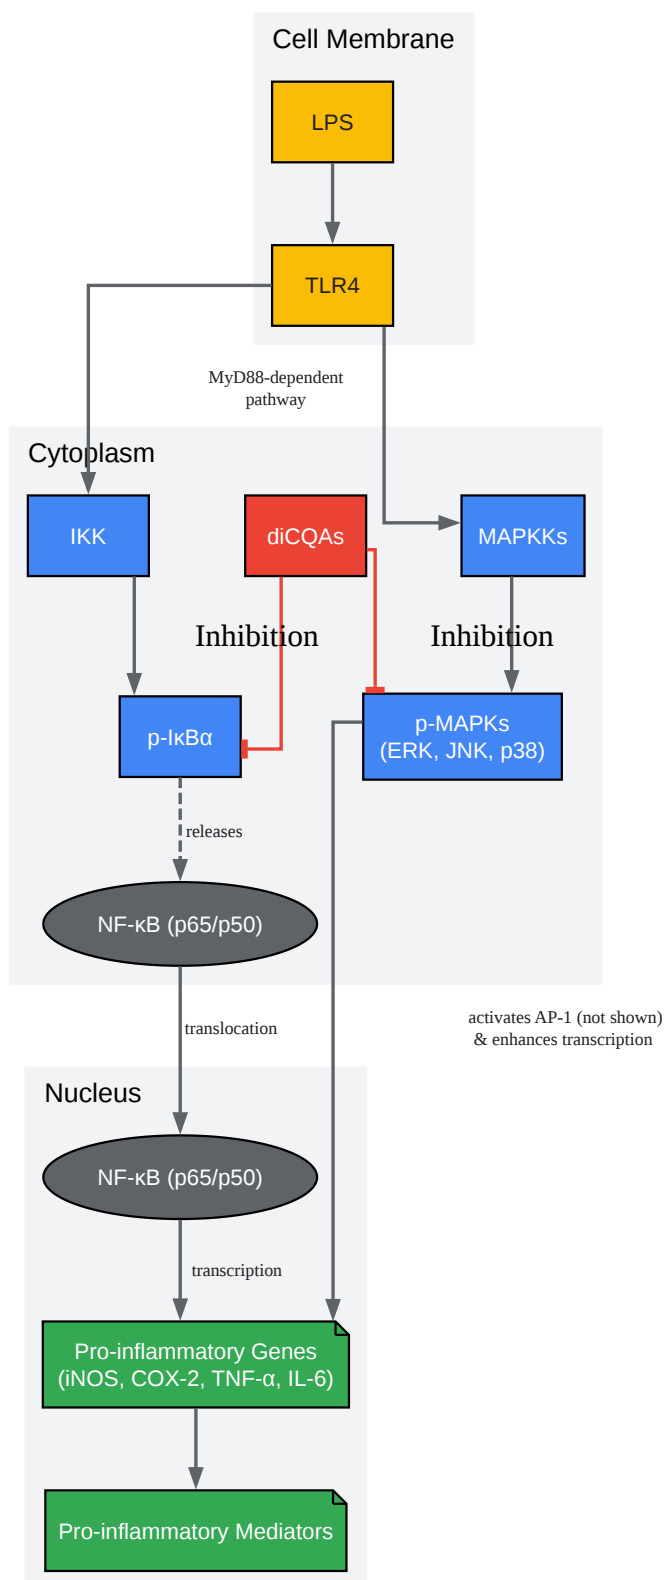 Cell Membrane
LPS
TLR4
MyD88-dependent
pathway
Cytoplasm
IKK
diCQAs
MAPKKs
Inhibition
Inhibition
p-IκBα
p-MAPKs
(ERK, JNK, p38)
releases
NF-κB (p65/p50)
translocation
activates AP-1 (not shown)
& enhances transcription
Nucleus
NF-κB (p65/p50)
transcription
Pro-inflammatory Genes
(iNOS, COX-2, TNF-α, IL-6)
Pro-inflammatory Mediators